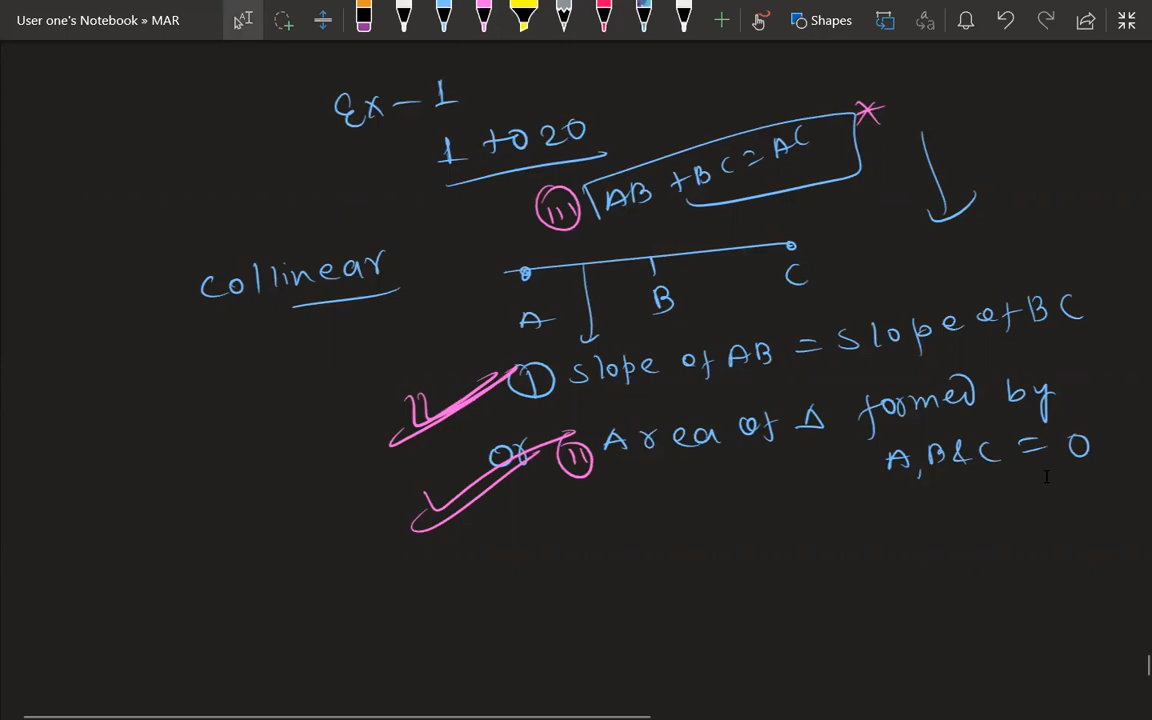 User one's Notebook » MAR
Shapes
Ex - 1
1 to 20
(III) AB + BC = AC
Collinear
A B C
(I) Slope of AB = Slope of BC
or (II) Area of Δ formed by
A, B & C = 0